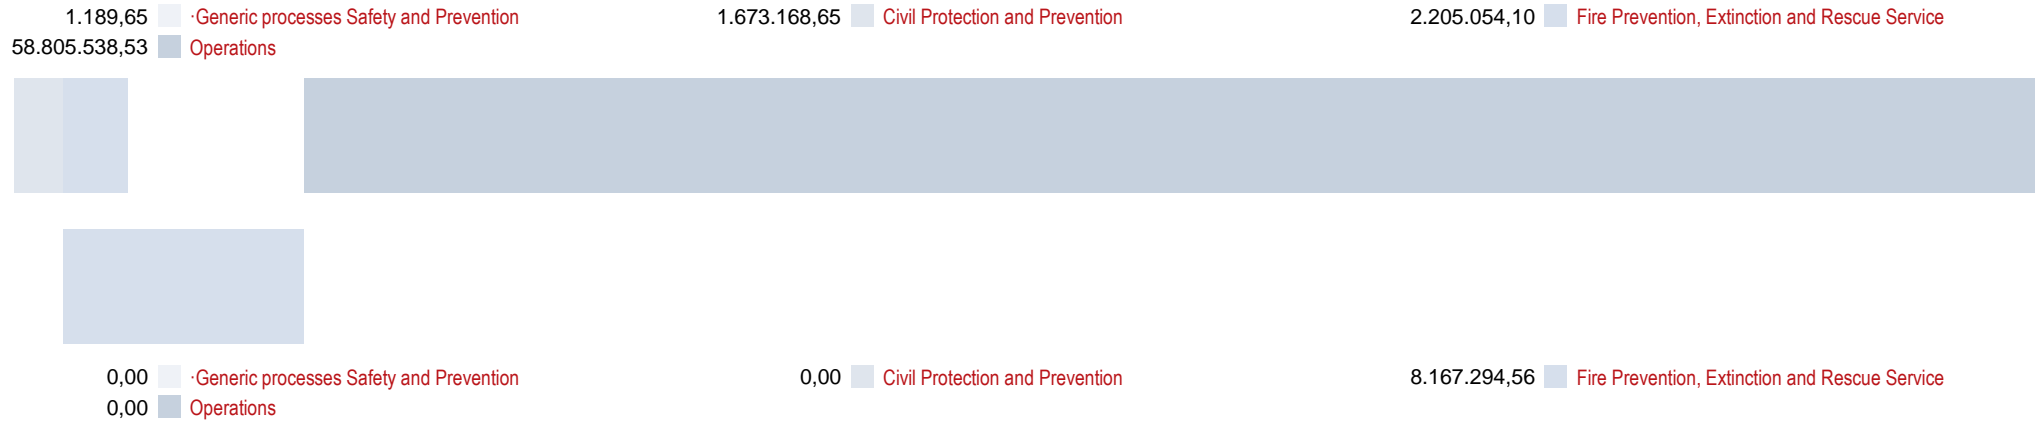 1.189,65 ·Generic processes Safety and Prevention 1.673.168,65 Civil Protection and Prevention 2.205.054,10 Fire Prevention, Extinction and Rescue Service
58.805.538,53 Operations
0,00 ·Generic processes Safety and Prevention 0,00 Civil Protection and Prevention 8.167.294,56 Fire Prevention, Extinction and Rescue Service
0,00 Operations